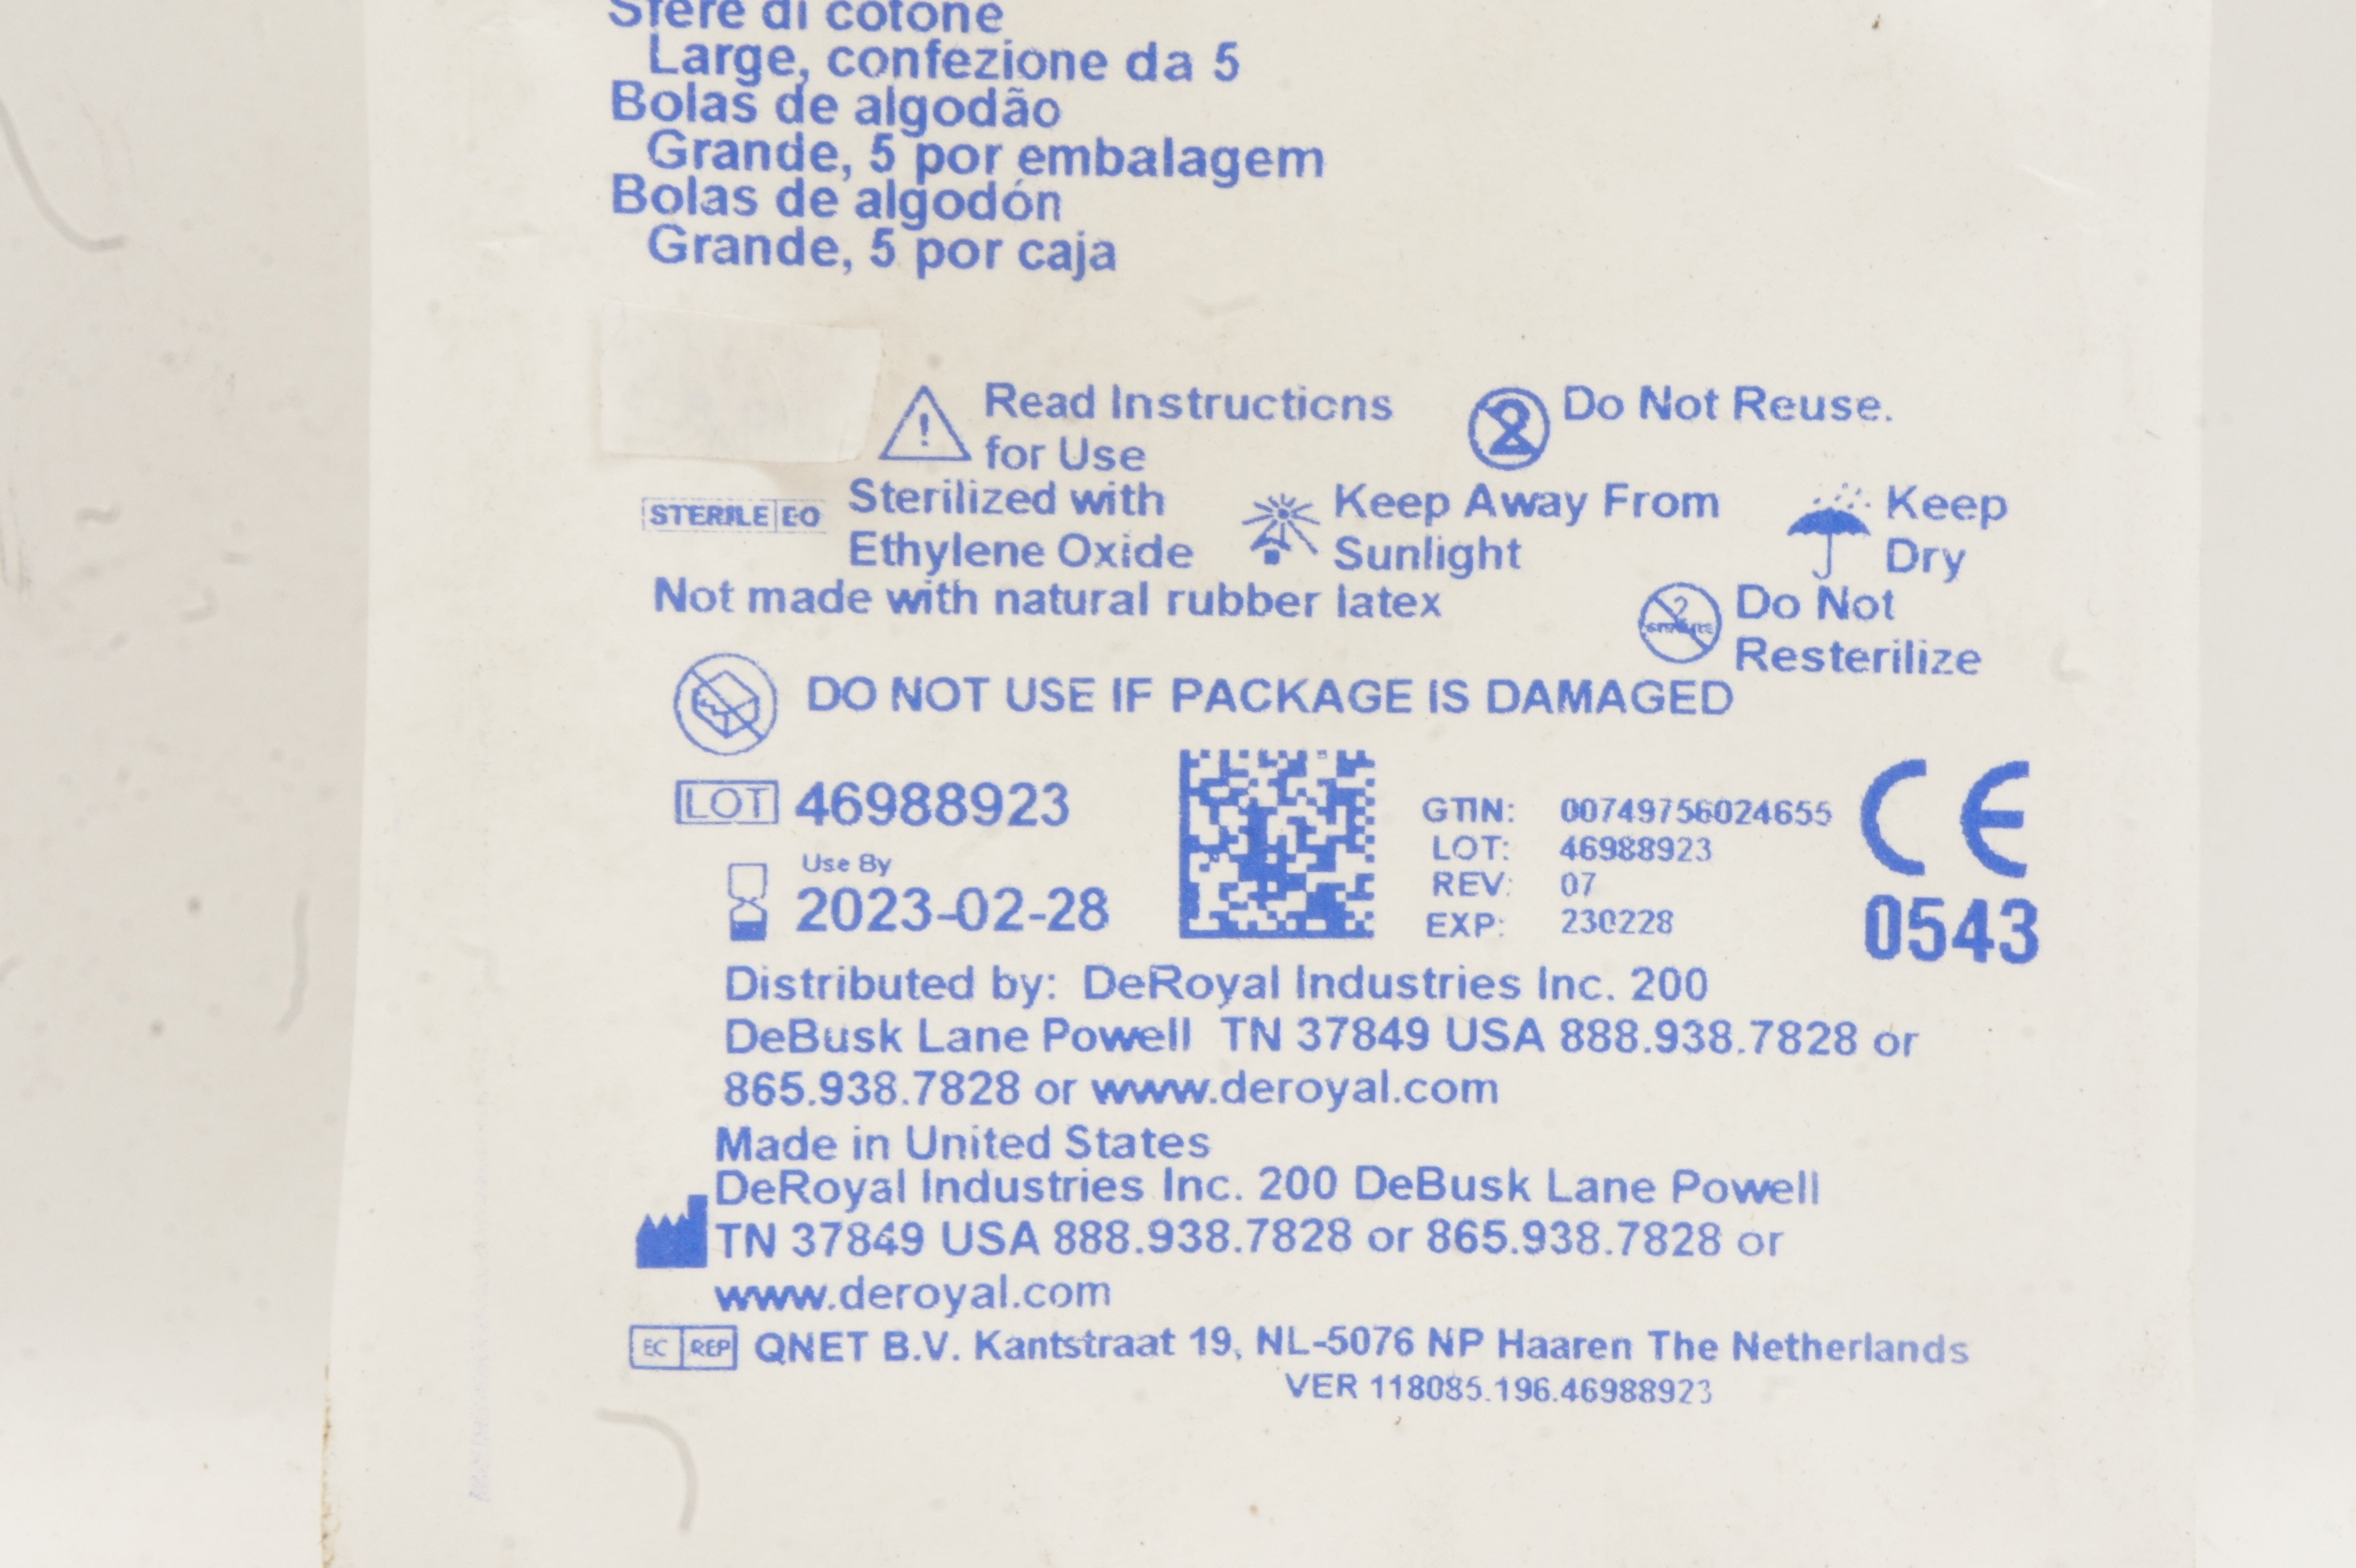 Sfere di cotone
Large, confezione da 5
Bolas de algodão
Grande, 5 por embalagem
Bolas de algodón
Grande, 5 por caja
Read Instructions
for Use
Do Not Reuse.
STERILE EO
Sterilized with
Ethylene Oxide
Keep Away From
Sunlight
Keep
Dry
Not made with natural rubber latex
Do Not
Resterilize
DO NOT USE IF PACKAGE IS DAMAGED
LOT 46988923
Use By
2023-02-28
GTIN: 00749756024655
LOT: 46988923
REV: 07
EXP: 230228
CE
0543
Distributed by: DeRoyal Industries Inc. 200
DeBusk Lane Powell TN 37849 USA 888.938.7828 or
865.938.7828 or www.deroyal.com
Made in United States
DeRoyal Industries Inc. 200 DeBusk Lane Powell
TN 37849 USA 888.938.7828 or 865.938.7828 or
www.deroyal.com
EC REP QNET B.V. Kantstraat 19, NL-5076 NP Haaren The Netherlands
VER 118085.196.46988923